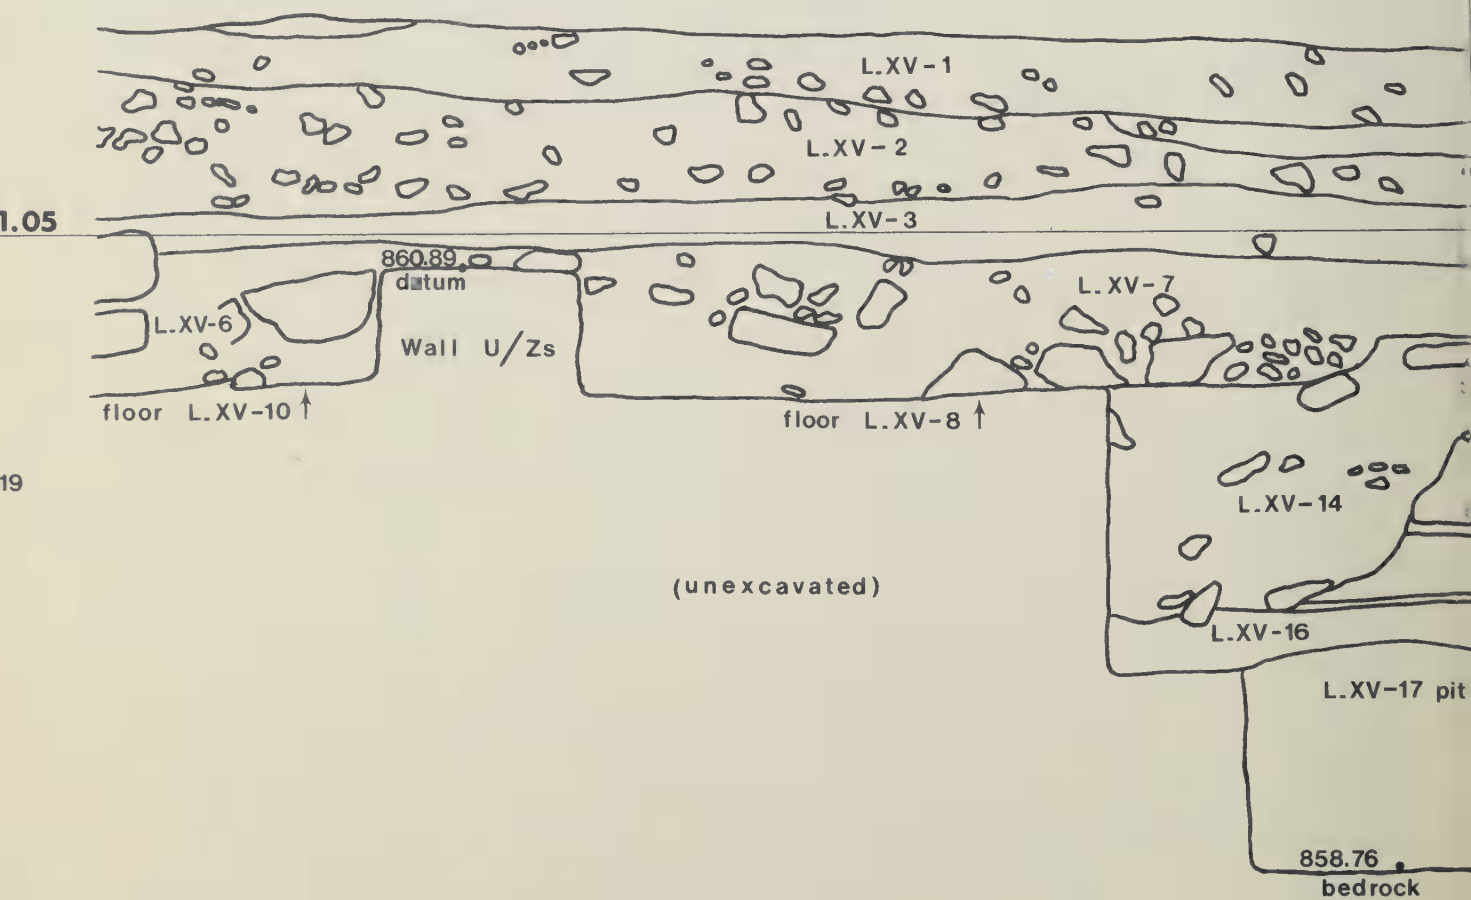 L.XV-1
L.XV-2
1.05
L.XV-3
860.89
datum
L.XV-7
L.XV-6
Wall U/Zs
floor L.XV-10 ↑
floor L.XV-8 ↑
19
L.XV-14
(unexcavated)
L.XV-16
L.XV-17 pit
858.76
bedrock